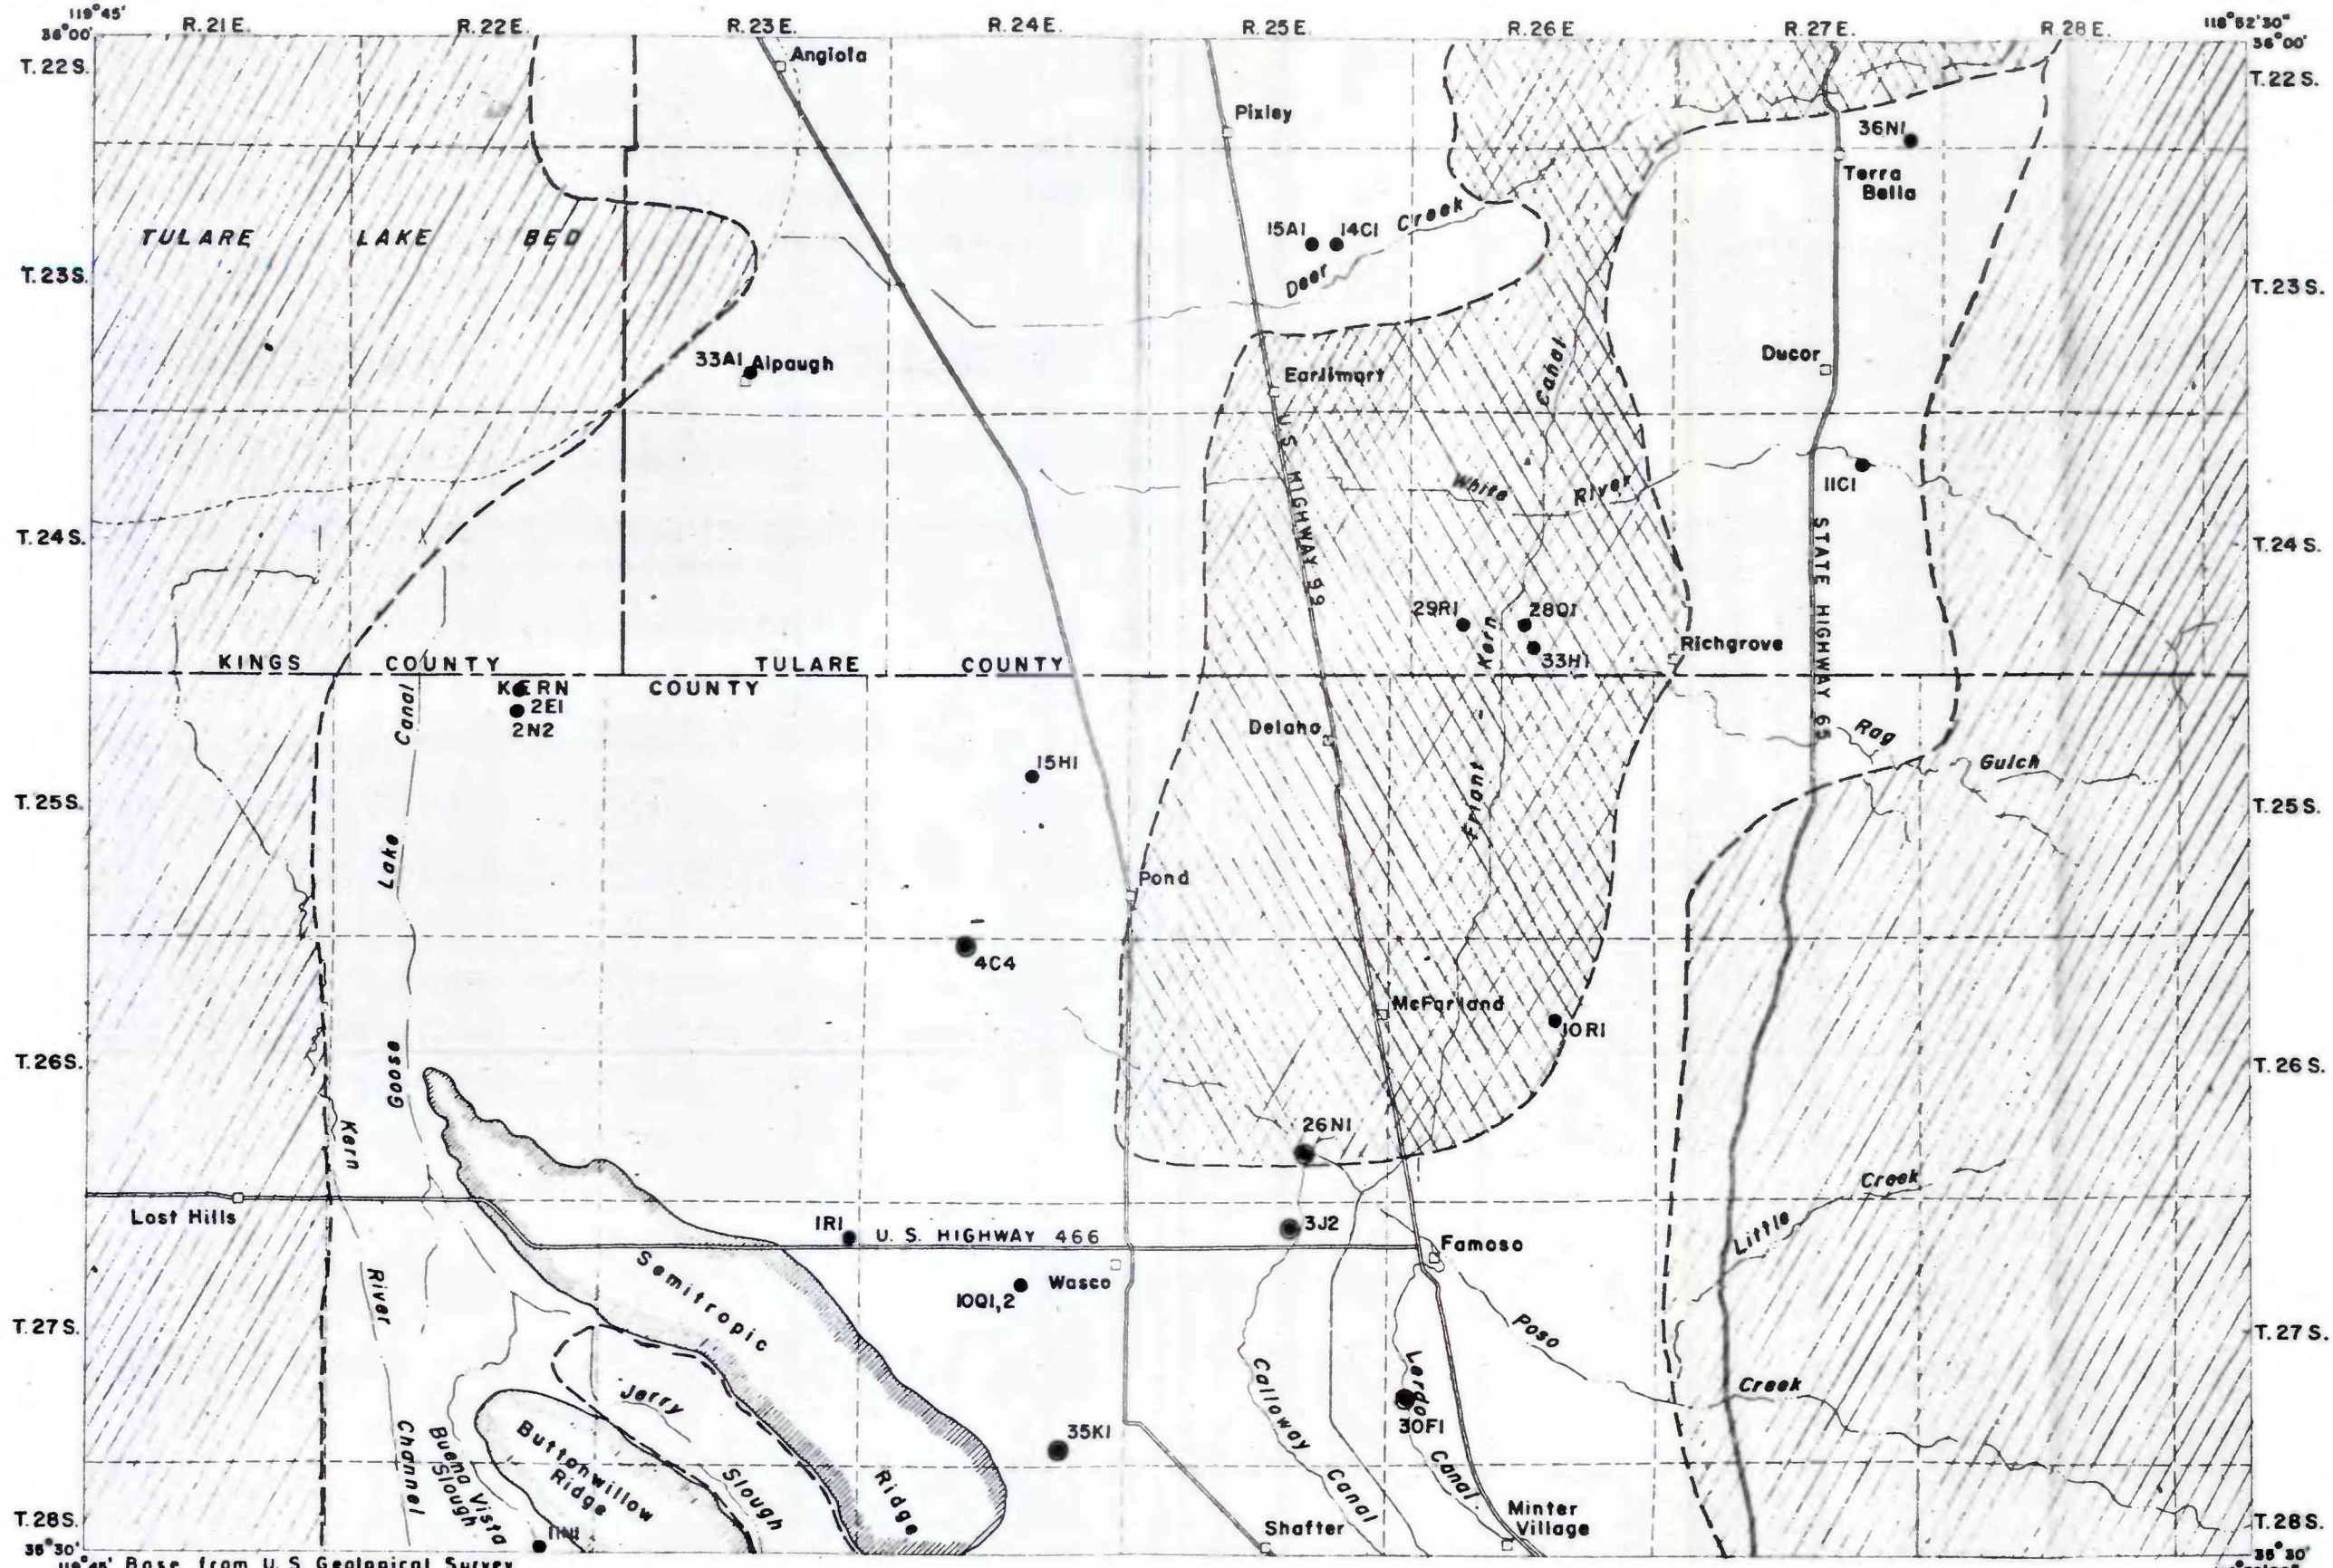 119°45'
R.21E.
R.22E.
R.23E.
R.24E.
R.25E.
R.26E.
R.27E.
R.28E.
118°52'30"
36°00'
36°00'
T.22S.
T.22S.
Angiola
Pixley
36N1
Terra
Bella
TULARE LAKE BED
15A1
14C1
Deer Creek
T.23S.
T.23S.
33A1
Alpaugh
Earlimart
Canal
Ducor
U.S. HIGHWAY 99
White River
11C1
T.24S.
T.24S.
STATE HIGHWAY 65
29R1
28Q1
33H1
Kern
Richgrove
KINGS COUNTY
TULARE COUNTY
KERN COUNTY
2E1
2N2
Canal
Delano
Rag Gulch
15H1
T.25S.
T.25S.
Friant -
Lake
Pond
4C4
McFarland
10R1
Goose
T.26S.
T.26S.
Kern
26N1
Creek
Lost Hills
1R1
U.S. HIGHWAY 466
3J2
Famoso
Little
Semitropic
10Q1,2
Wasco
River
T.27S.
T.27S.
Poso
Creek
Jerry
Calloway
Lerdo
30F1
Channel
Buena Vista
Slough
Buttonwillow
Ridge
35K1
Slough
Ridge
Canal
Canal
11N1
Shafter
Minter
Village
T.28S.
T.28S.
35°30'
35°30'
119°45'
Base from U.S. Geological Survey